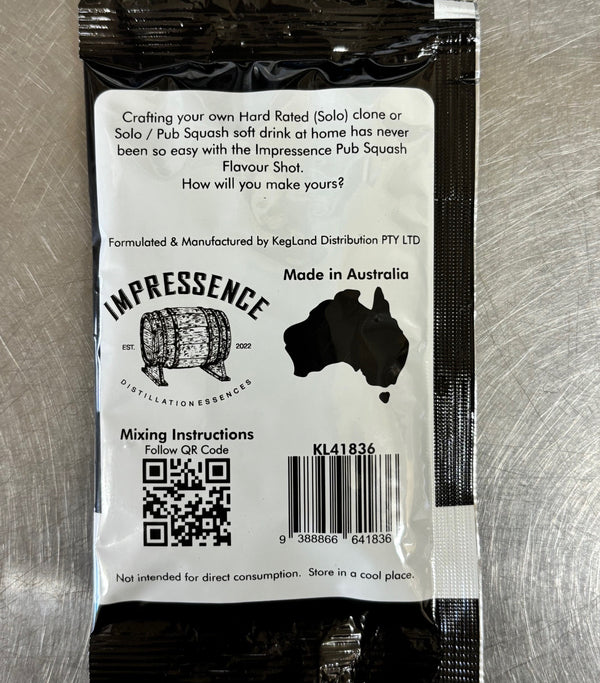 Crafting your own Hard Rated (Solo) clone or
Solo / Pub Squash soft drink at home has never
been so easy with the Impressence Pub Squash
Flavour Shot.
How will you make yours?
Formulated & Manufactured by KegLand Distribution PTY LTD
IMPRESSENCE
EST. 2022
DISTILLATION ESSENCES
Made in Australia
Mixing Instructions
Follow QR Code
KL41836
9 388866 641836
Not intended for direct consumption. Store in a cool place.